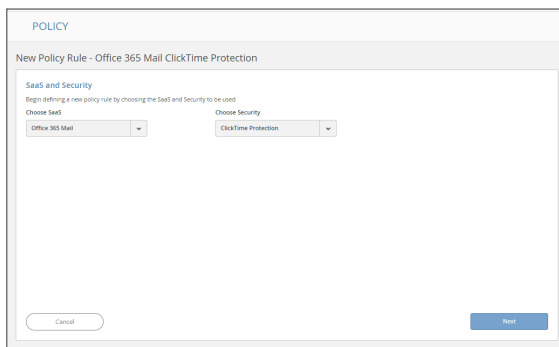 POLICY
New Policy Rule - Office 365 Mail ClickTime Protection
SaaS and Security
Begin defining a new policy rule by choosing the SaaS and Security to be used
Choose SaaS Choose Security
Office 365 Mail ClickTime Protection
Cancel Next